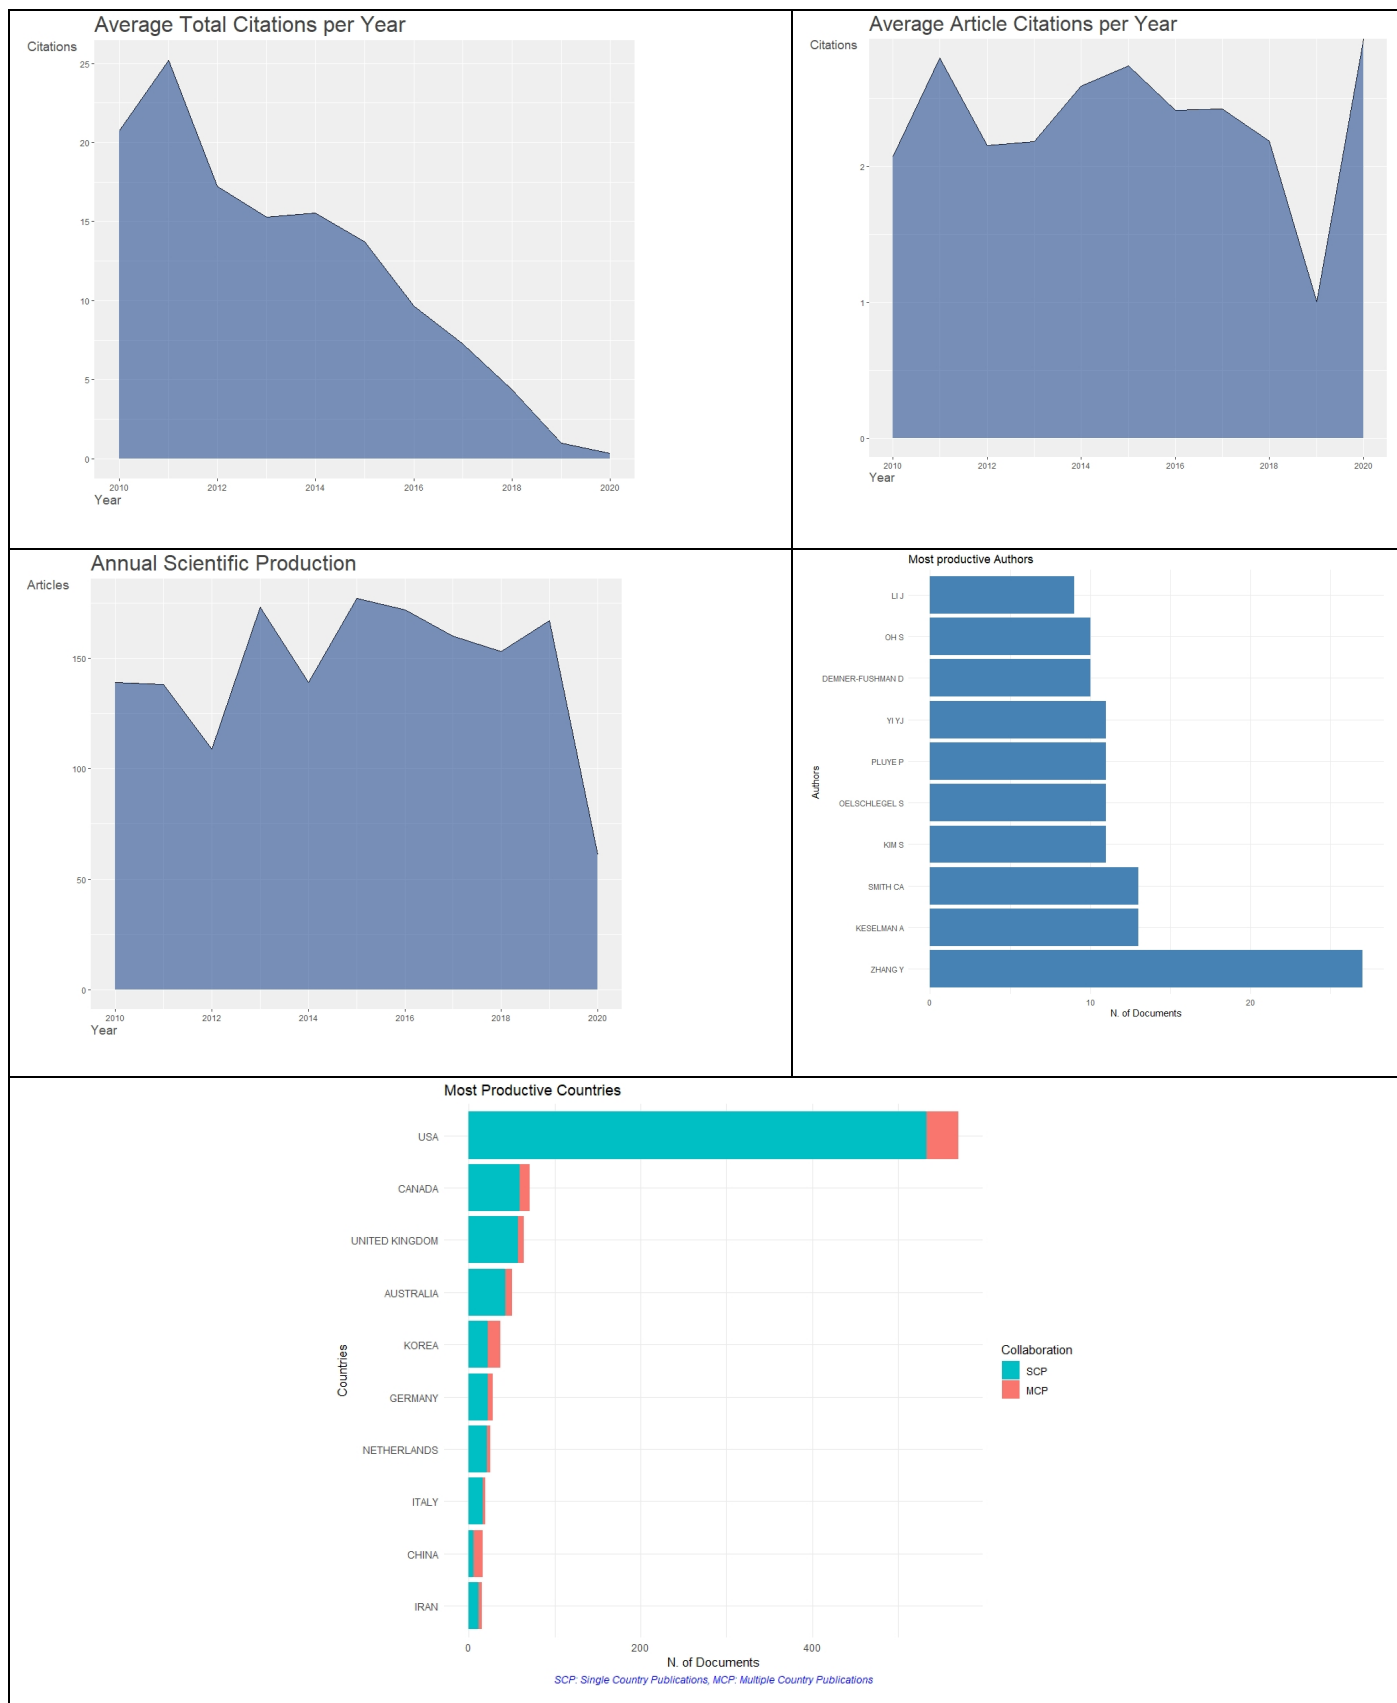 Average Total Citations per Year
Citations
25
20
15
10
5
0
2010 2012 2014 2016 2018 2020
Year
Average Article Citations per Year
Citations
2
1
0
2010 2012 2014 2016 2018 2020
Year
Annual Scientific Production
Articles
150
100
50
0
2010 2012 2014 2016 2018 2020
Year
Most productive Authors
Authors
LI J
OH S
DEMNER-FUSHMAN D
YI YJ
PLUYE P
OELSCHLEGEL S
KIM S
SMITH CA
KESELMAN A
ZHANG Y
0 10 20
N. of Documents
Most Productive Countries
Countries
USA
CANADA
UNITED KINGDOM
AUSTRALIA
KOREA
GERMANY
NETHERLANDS
ITALY
CHINA
IRAN
0 200 400
N. of Documents
SCP: Single Country Publications, MCP: Multiple Country Publications
Collaboration
SCP
MCP